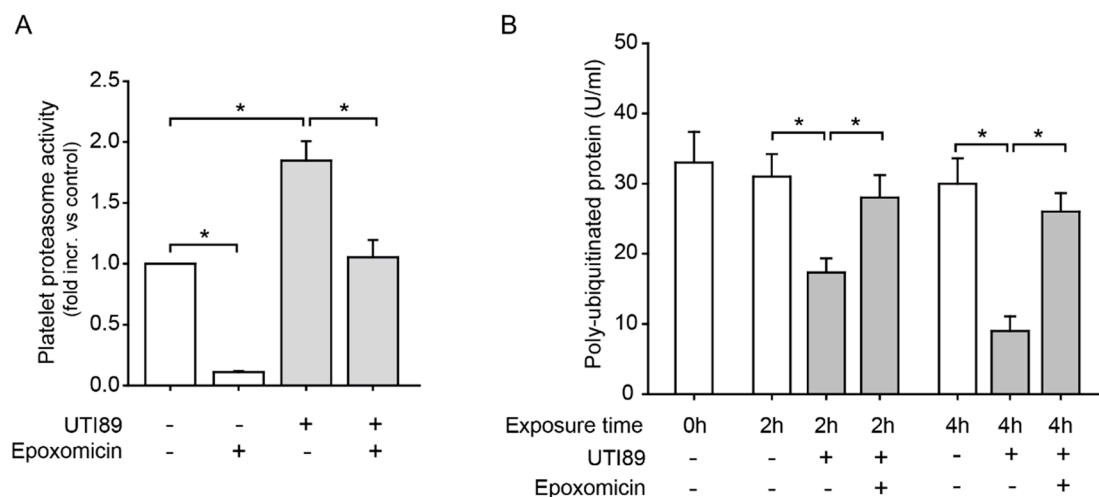 A
Platelet proteasome activity
(fold incr. vs control)
2.5
2.0
1.5
1.0
0.5
0.0
*
*
*
UTI89 - - + +
Epoxomicin - + - +
B
Poly-ubiquitinated protein (U/ml)
50
40
30
20
10
0
* *
* *
Exposure time 0h 2h 2h 2h 4h 4h 4h
UTI89 - - + + - + +
Epoxomicin - - - + - - +